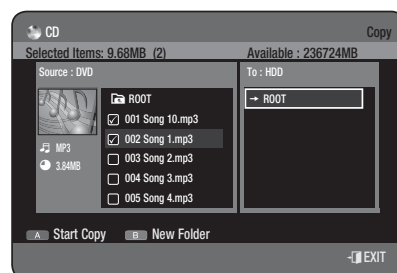 CD
Copy
Selected Items: 9.68MB (2) Available : 236724MB
Source : DVD To : HDD
ROOT → ROOT
001 Song 10.mp3
002 Song 1.mp3
MP3
003 Song 2.mp3
3.84MB
004 Song 3.mp3
005 Song 4.mp3
A Start Copy B New Folder
EXIT